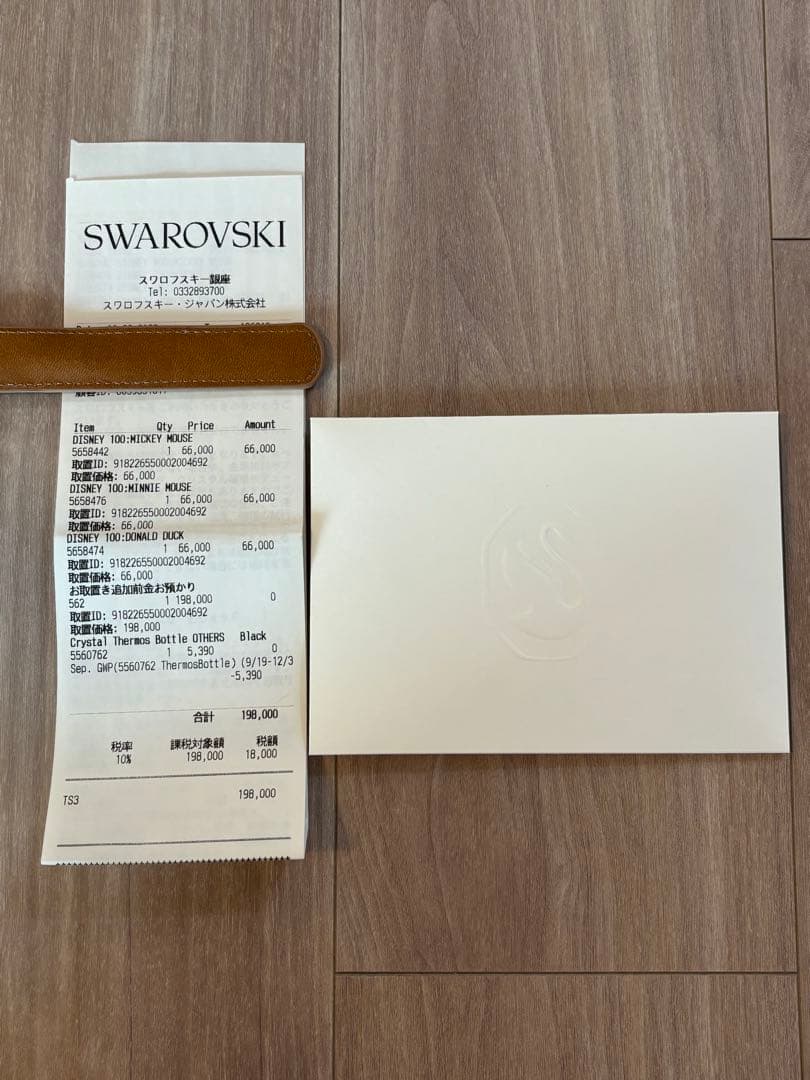 SWAROVSKI
スワロフスキー銀座
Tel: 0332893700
スワロフスキー・ジャパン株式会社
Item Qty Price Amount
DISNEY 100:MICKEY MOUSE
5658442 1 66,000 66,000
取置ID: 918226550002004692
取置価格: 66,000
DISNEY 100:MINNIE MOUSE
5658476 1 66,000 66,000
取置ID: 918226550002004692
取置価格: 66,000
DISNEY 100:DONALD DUCK
5658474 1 66,000 66,000
取置ID: 918226550002004692
取置価格: 66,000
お取置き追加前金お預かり
562 1 198,000 0
取置ID: 918226550002004692
取置価格: 198,000
Crystal Thermos Bottle OTHERS Black
5560762 1 5,390 0
Sep. GWP(5560762 ThermosBottle) (9/19-12/3
-5,390
合計 198,000
税率 課税対象額 税額
10% 198,000 18,000
TS3 198,000